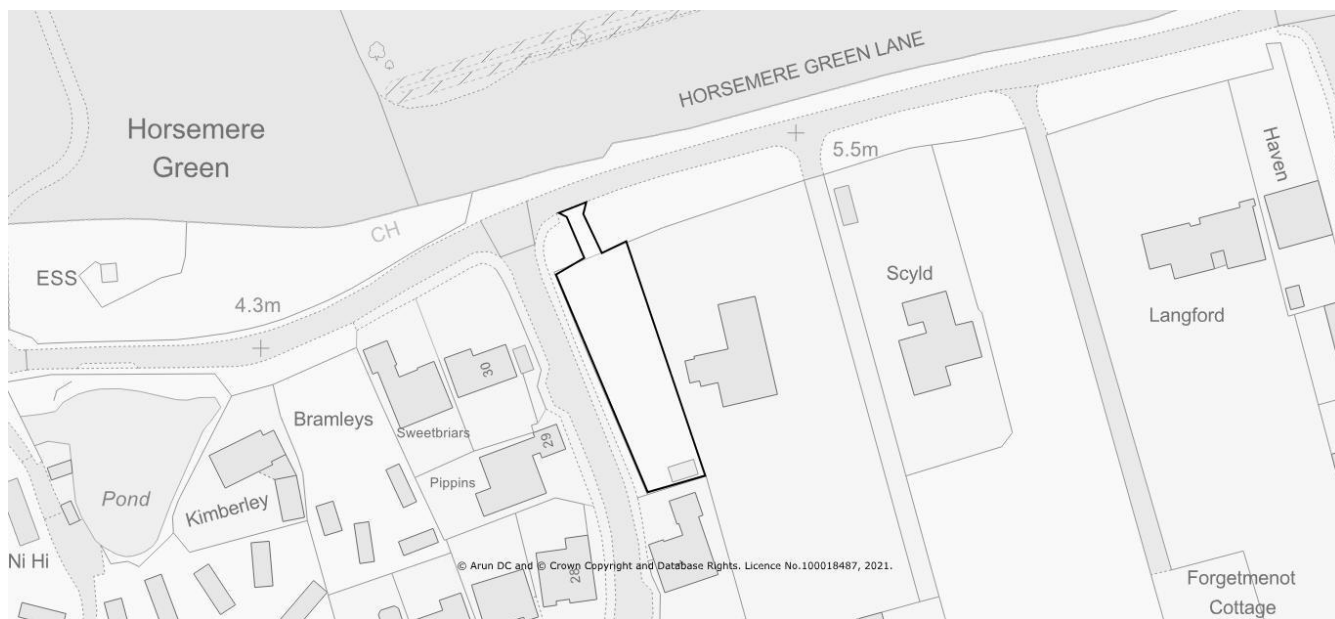 HORSEMERE GREEN LANE
Horsemere
Green
5.5m
Haven
CH
ESS
4.3m
Scyld
Langford
30
Bramleys
Sweetbriars
29
Pippins
Pond
Kimberley
Ni Hi
© Arun DC and © Crown Copyright and Database Rights. Licence No.100018487, 2021.
28
Forgetmenot
Cottage